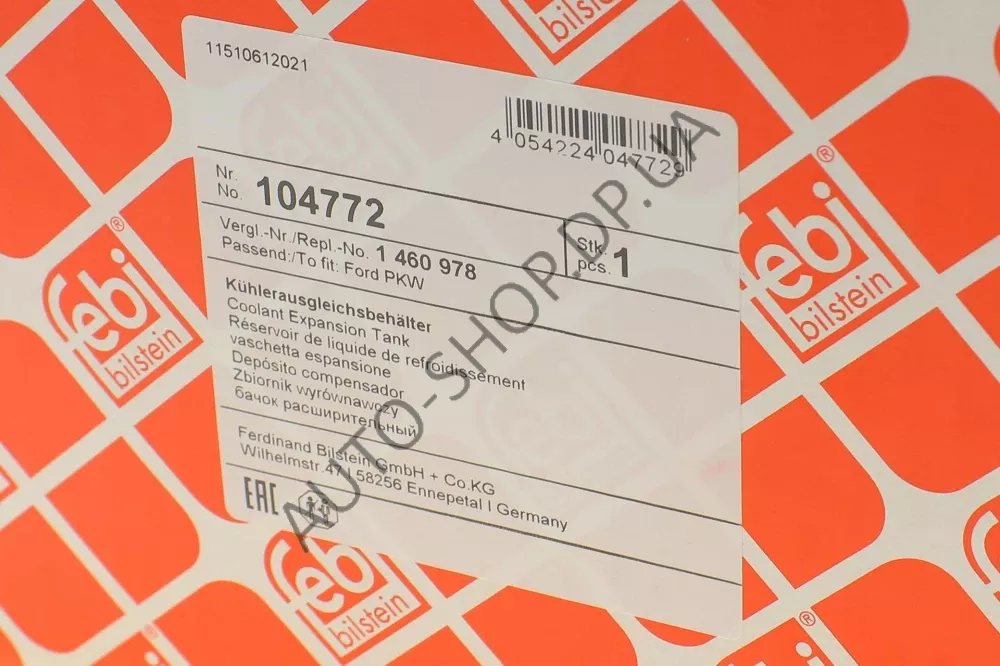 11510612021
4 054224 047729
Nr.
No. 104772
Vergl.-Nr./Repl.-No. 1 460 978
Passend:/To fit: Ford PKW
Stk.
pcs. 1
Kühlerausgleichsbehälter
Coolant Expansion Tank
Réservoir de liquide de refroidissement
vaschetta espansione
Depósito compensador
Zbiornik wyrównawczy
бачок расширительный
Ferdinand Bilstein GmbH + Co.KG
Wilhelmstr. 47 | 58256 Ennepetal | Germany
EAC
AUTO-SHOP.DP.UA
bilstein
febi®
bilstein
febi®
bilstein
febi
bilstein
febi®